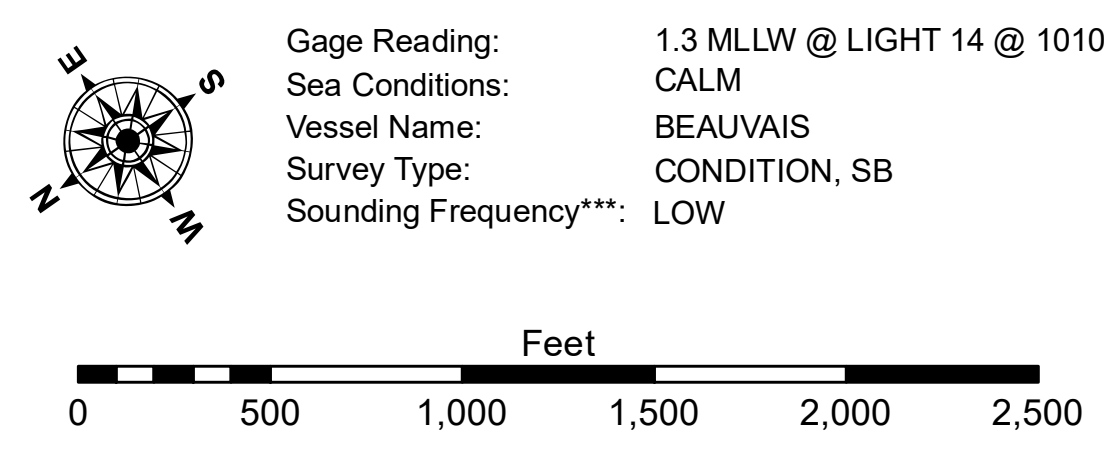 E
S
N
W
Gage Reading: 1.3 MLLW @ LIGHT 14 @ 1010
Sea Conditions: CALM
Vessel Name: BEAUVAIS
Survey Type: CONDITION, SB
Sounding Frequency***: LOW
Feet
0 500 1,000 1,500 2,000 2,500